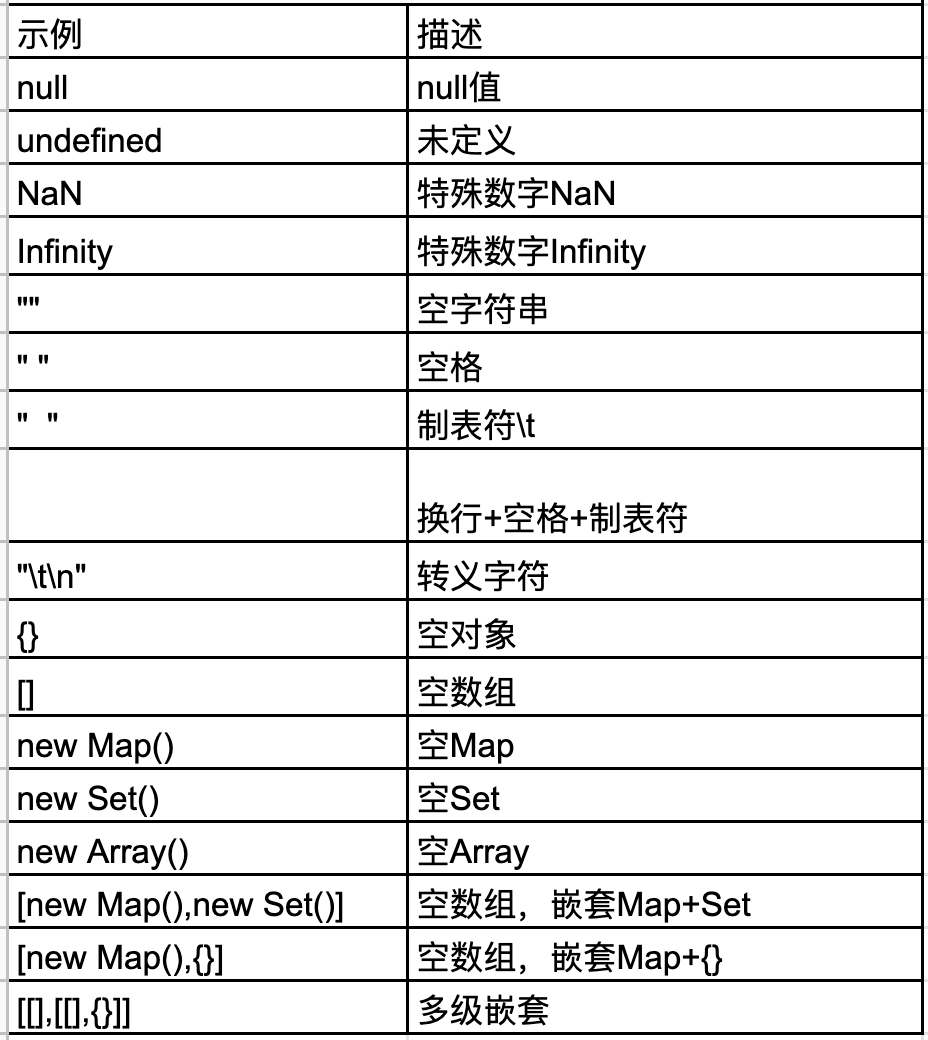 示例 描述
null null值
undefined 未定义
NaN 特殊数字NaN
Infinity 特殊数字Infinity
"" 空字符串
" " 空格
"  " 制表符\t
换行+空格+制表符
"\t\n" 转义字符
{} 空对象
[] 空数组
new Map() 空Map
new Set() 空Set
new Array() 空Array
[new Map(),new Set()] 空数组，嵌套Map+Set
[new Map(),{}] 空数组，嵌套Map+{}
[[],[[],{}]] 多级嵌套